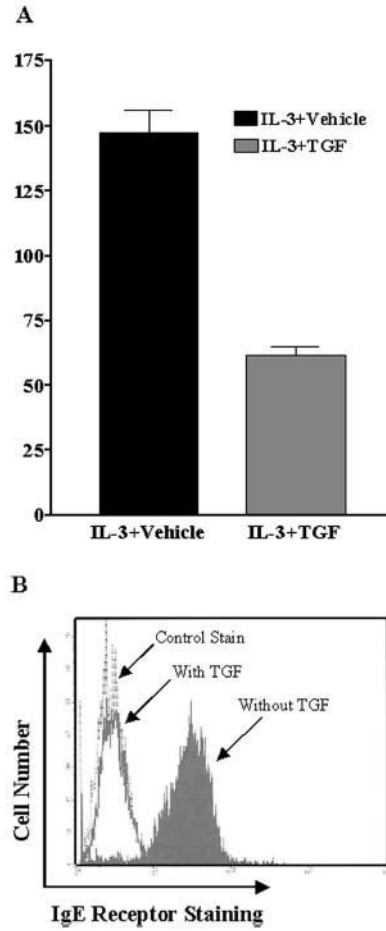 A
175
150
125
100
75
50
25
0
IL-3+Vehicle
IL-3+TGF
IL-3+Vehicle
IL-3+TGF
B
Control Stain
With TGF
Without TGF
Cell Number
IgE Receptor Staining